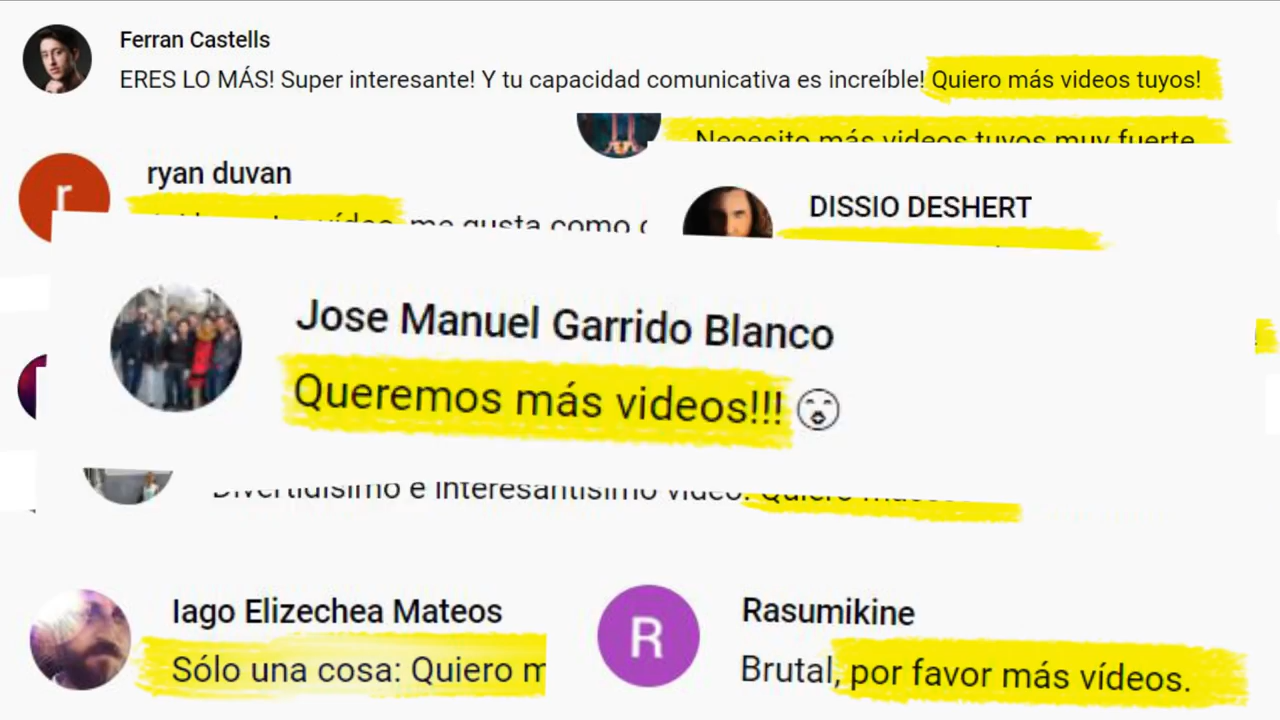 Ferran Castells
ERES LO MÁS! Super interesante! Y tu capacidad comunicativa es increíble! Quiero más videos tuyos!
Necesito más videos tuyos muy fuerte
r
ryan duvan
vídeo, me gusta como
DISSIO DESHERT
Jose Manuel Garrido Blanco
Queremos más videos!!!
Divertidísimo e interesantísimo vídeo. Quiero
Iago Elizechea Mateos
Sólo una cosa: Quiero m
R
Rasumikine
Brutal, por favor más vídeos.